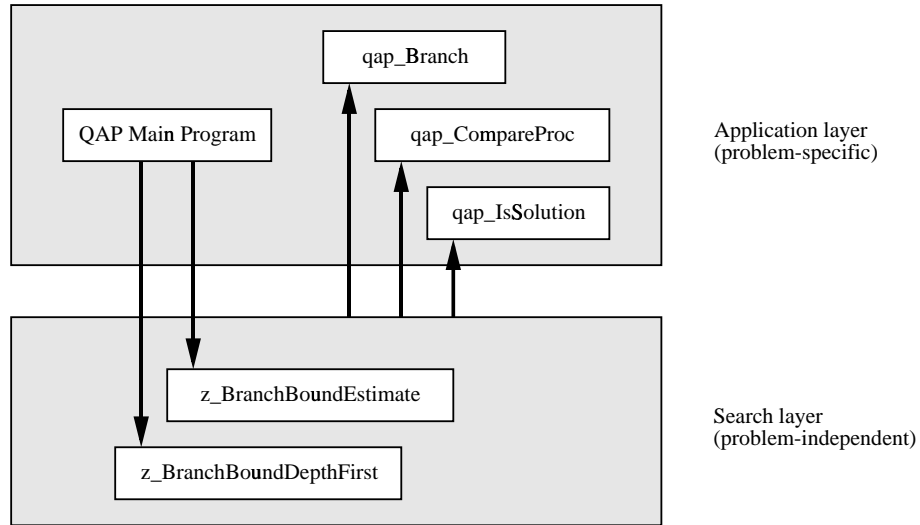 qap_Branch
QAP Main Program
qap_CompareProc
Application layer
(problem-specific)
qap_IsSolution
z_BranchBoundEstimate
Search layer
(problem-independent)
z_BranchBoundDepthFirst